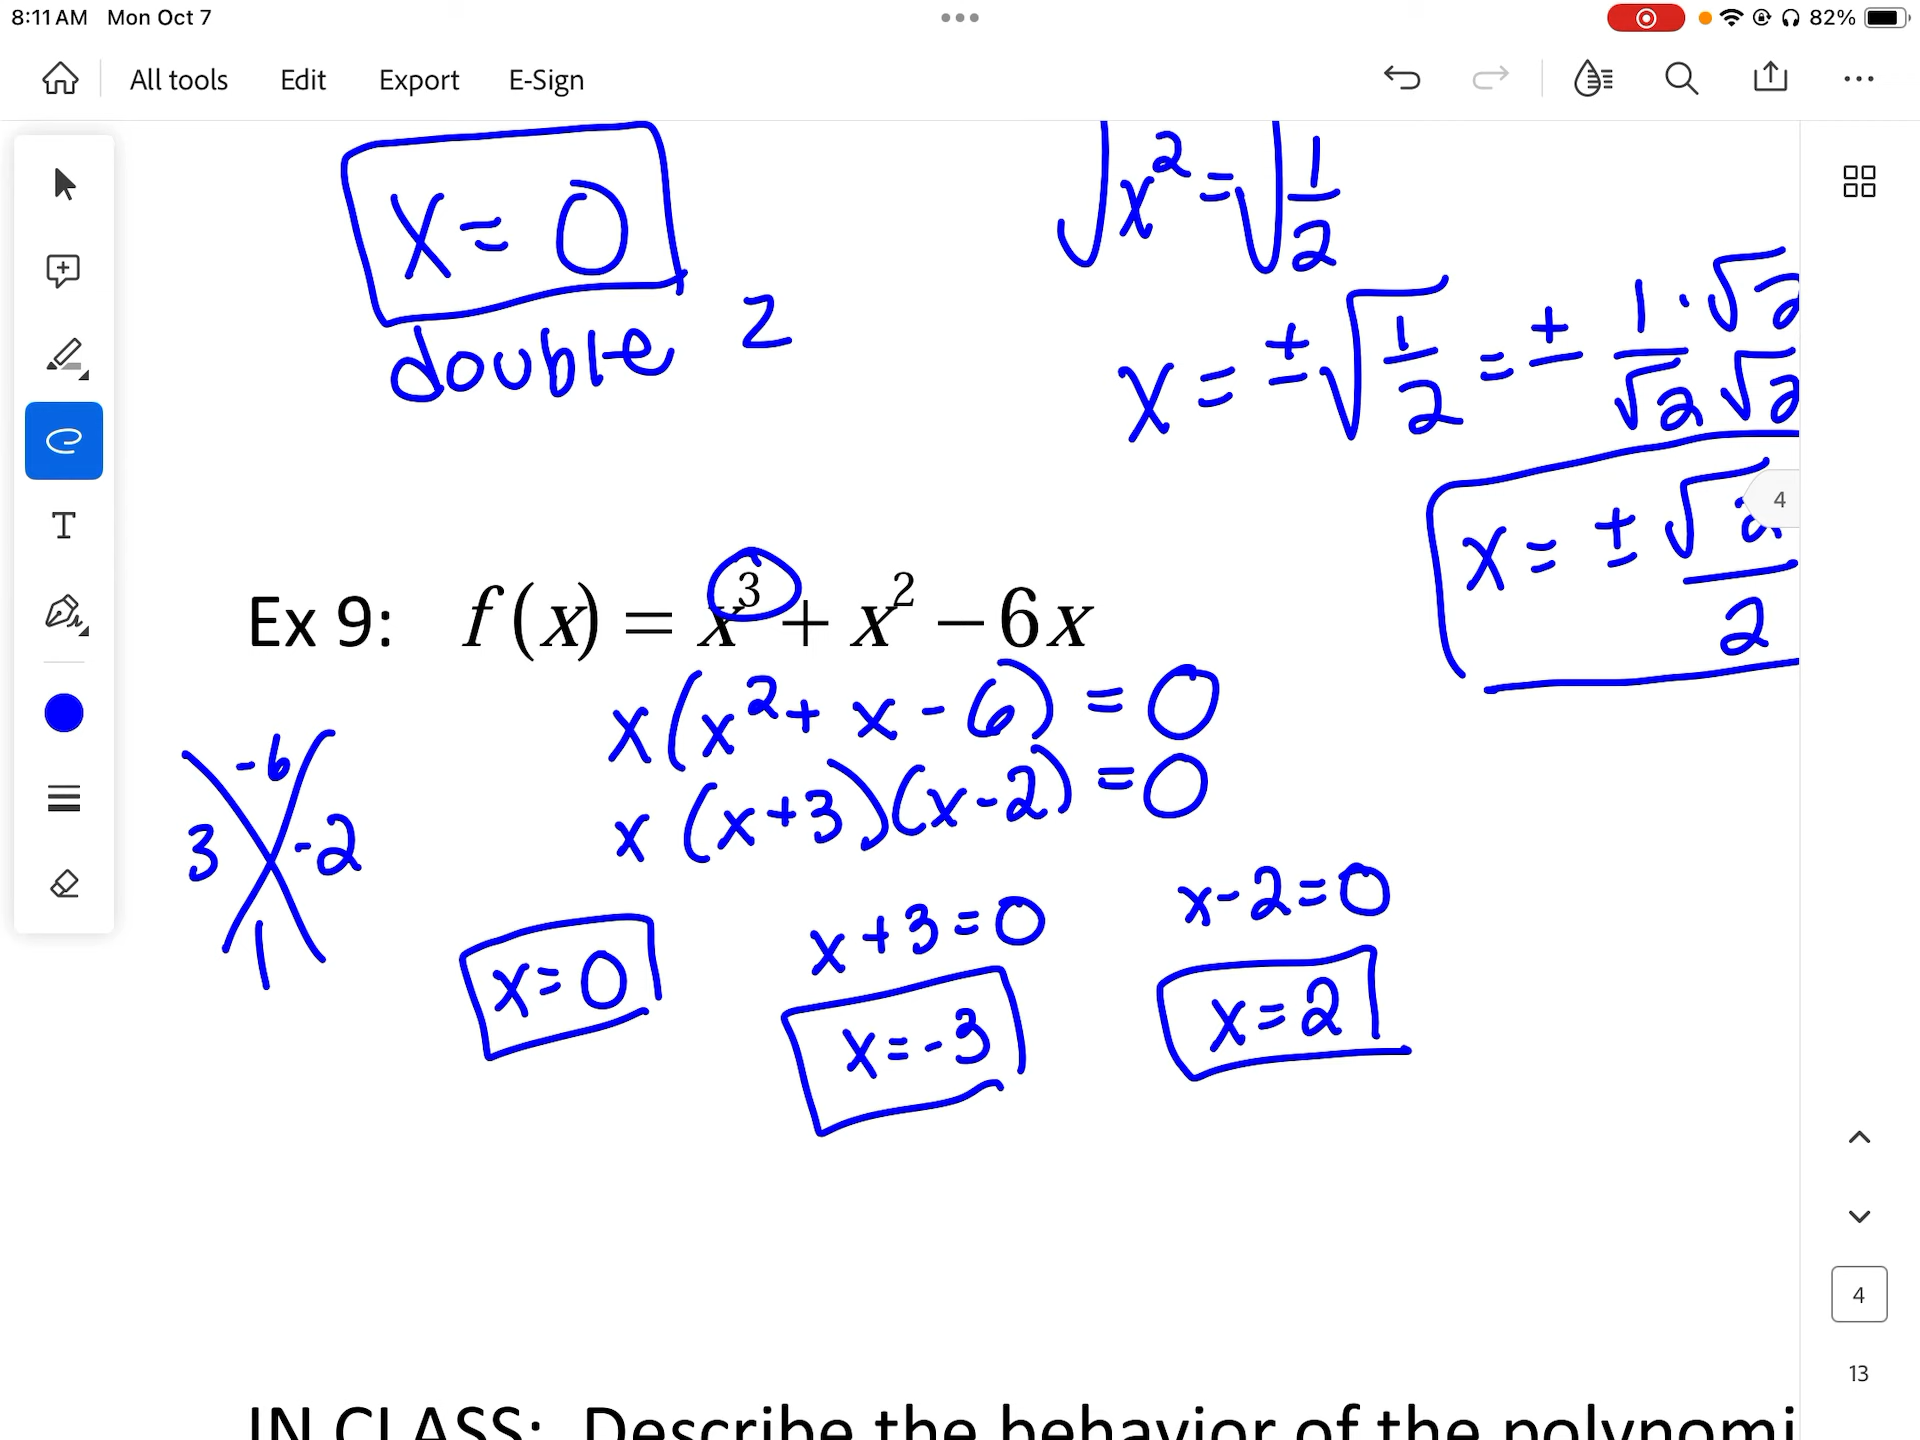 8:11 AM Mon Oct 7
82%
All tools Edit Export E-Sign
x = 0
double 2
√x² = √1/2
x = ± √1/2 = ± 1·√2/√2 √2
x = ± √2/2
4
Ex 9: f(x) = x³ + x² − 6x
x(x² + x - 6) = 0
x (x+3)(x-2) = 0
-6
3 -2
1
x = 0
x + 3 = 0
x = -3
x - 2 = 0
x = 2
4
13
IN CLASS: Describe the behavior of the polynomi